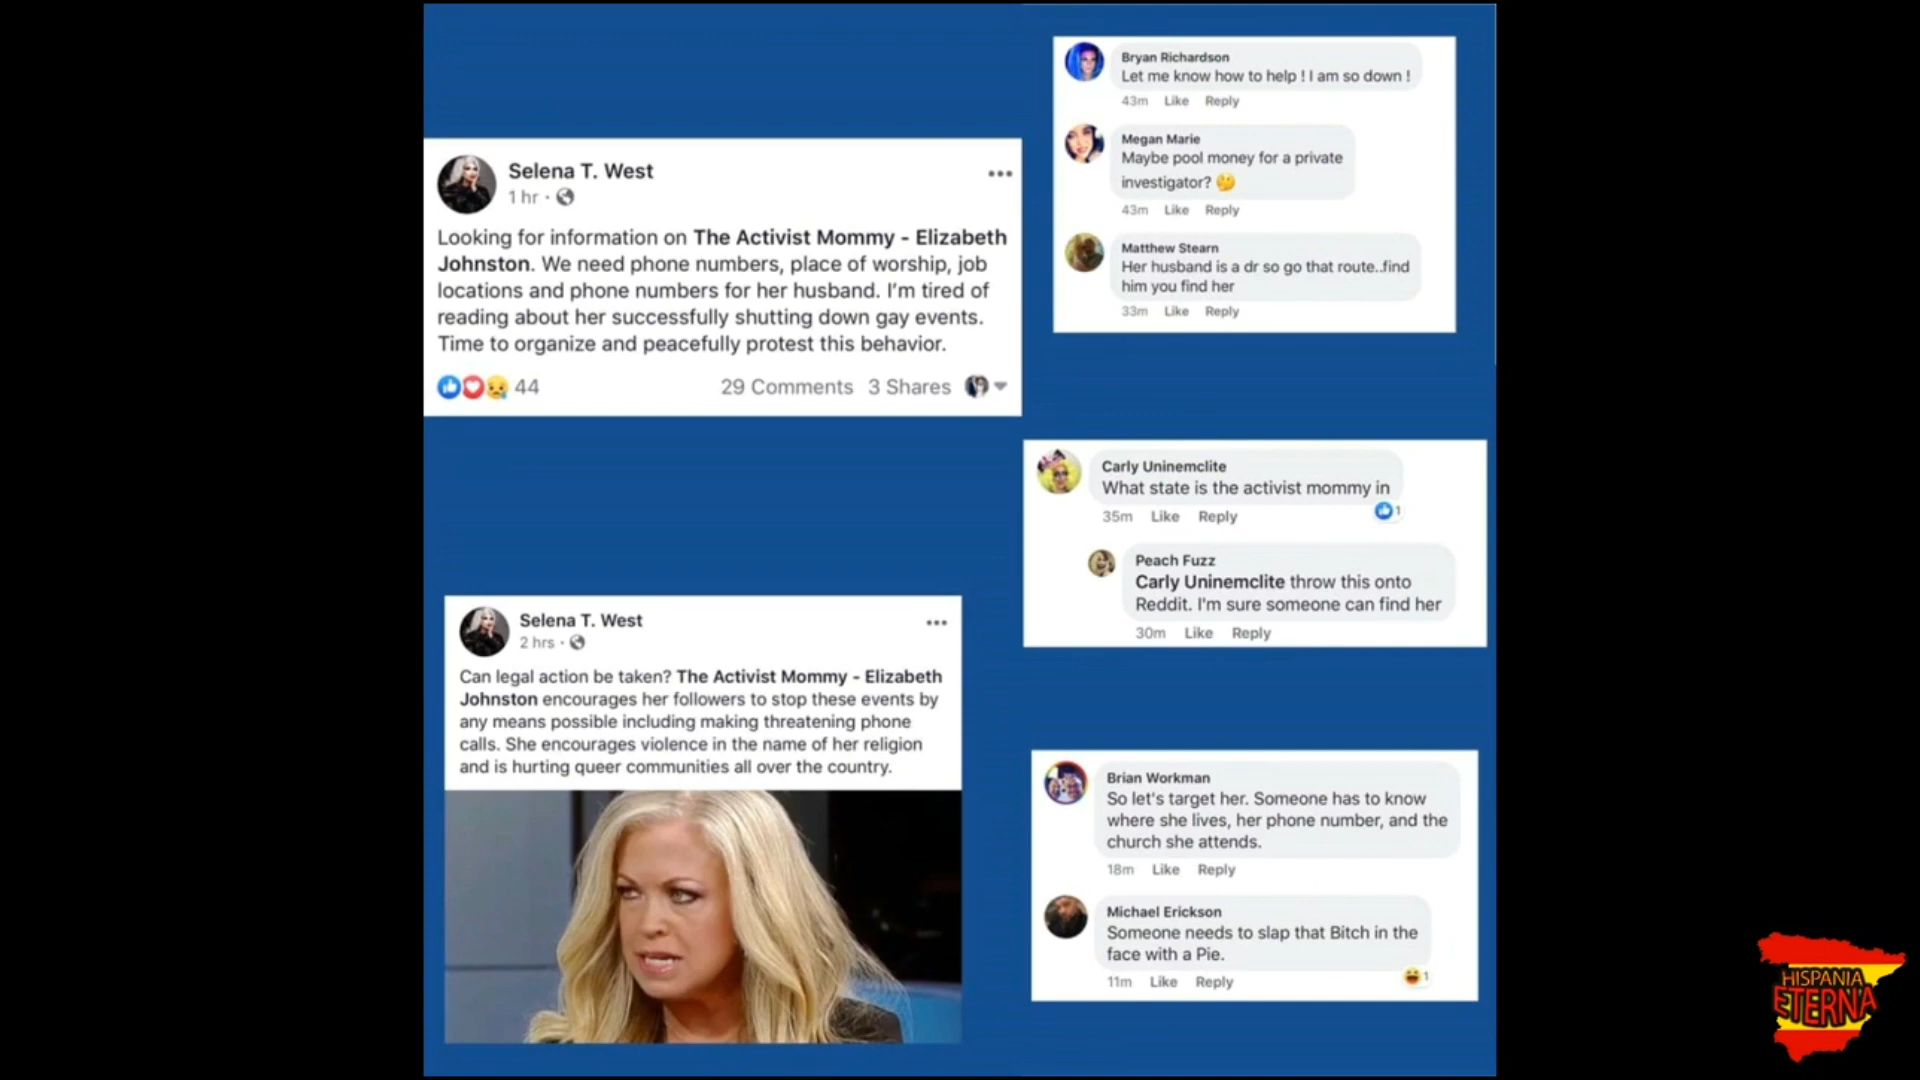 Selena T. West
1 hr ·
Looking for information on The Activist Mommy - Elizabeth
Johnston. We need phone numbers, place of worship, job
locations and phone numbers for her husband. I'm tired of
reading about her successfully shutting down gay events.
Time to organize and peacefully protest this behavior.
44
29 Comments 3 Shares
Selena T. West
2 hrs ·
Can legal action be taken? The Activist Mommy - Elizabeth
Johnston encourages her followers to stop these events by
any means possible including making threatening phone
calls. She encourages violence in the name of her religion
and is hurting queer communities all over the country.
Bryan Richardson
Let me know how to help ! I am so down !
43m Like Reply
Megan Marie
Maybe pool money for a private
investigator? 🤔
43m Like Reply
Matthew Stearn
Her husband is a dr so go that route..find
him you find her
33m Like Reply
Carly Uninemclite
What state is the activist mommy in
1
35m Like Reply
Peach Fuzz
Carly Uninemclite throw this onto
Reddit. I'm sure someone can find her
30m Like Reply
Brian Workman
So let's target her. Someone has to know
where she lives, her phone number, and the
church she attends.
18m Like Reply
Michael Erickson
Someone needs to slap that Bitch in the
face with a Pie.
1
11m Like Reply
HISPANIA
ETERNA